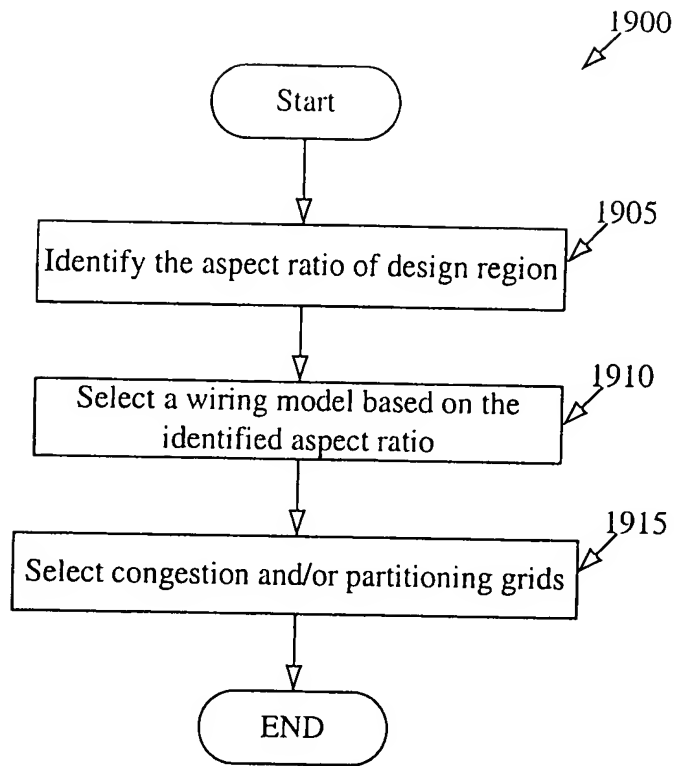 1900
Start
1905
Identify the aspect ratio of design region
1910
Select a wiring model based on the
identified aspect ratio
1915
Select congestion and/or partitioning grids
END